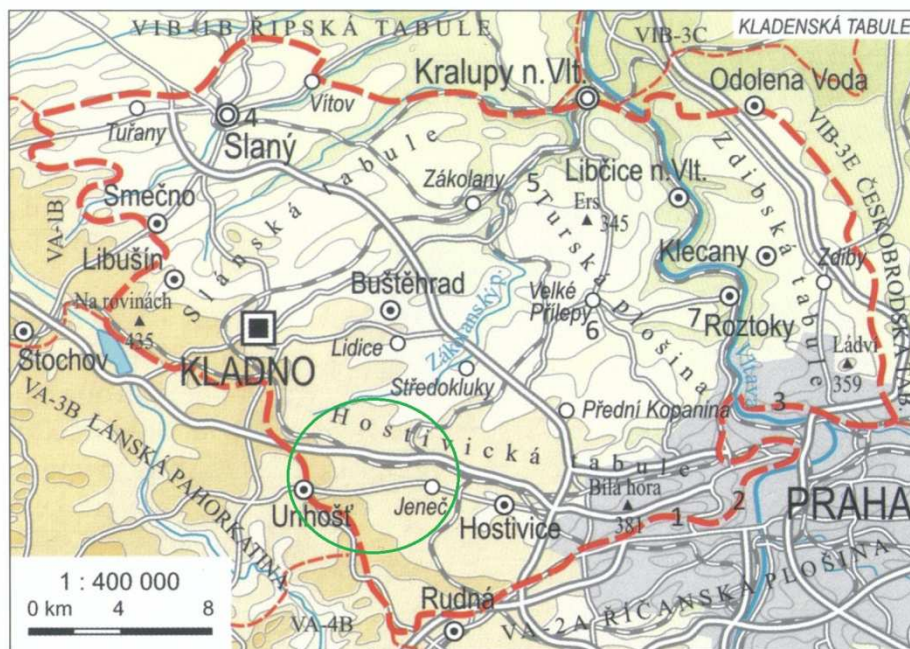 VIB-1B ŘIPSKÁ TABULE
VIB-3C
KLADENSKÁ TABULE
Kralupy n.Vlt.
Odolena Voda
Vítov
Tuřany
4
Slaný
VIB-3E ČESKOBRODSKÁ TAB.
Slánská tabule
Zákolany
5
Libčice n.Vlt.
Zdibská tabule
Smečno
Ers
345
Turská plošina
VA-1B
Libušín
Klecany
Zdiby
Buštěhrad
Na rovinách
435
Velké
Přílepy
6
7
Roztoky
Zákolanský p.
Stochov
KLADNO
Lidice
Vltava
Ládví
359
Středokluky
VA-3B LÁNSKÁ PAHORKATINA
Hostivická tabule
Přední Kopanina
3
Unhošť
Jeneč
Hostivice
Bílá hora
381
1
2
PRAHA
1 : 400 000
0 km 4 8
Rudná
VA-4B
VA-2A ŘÍČANSKÁ PLOŠINA